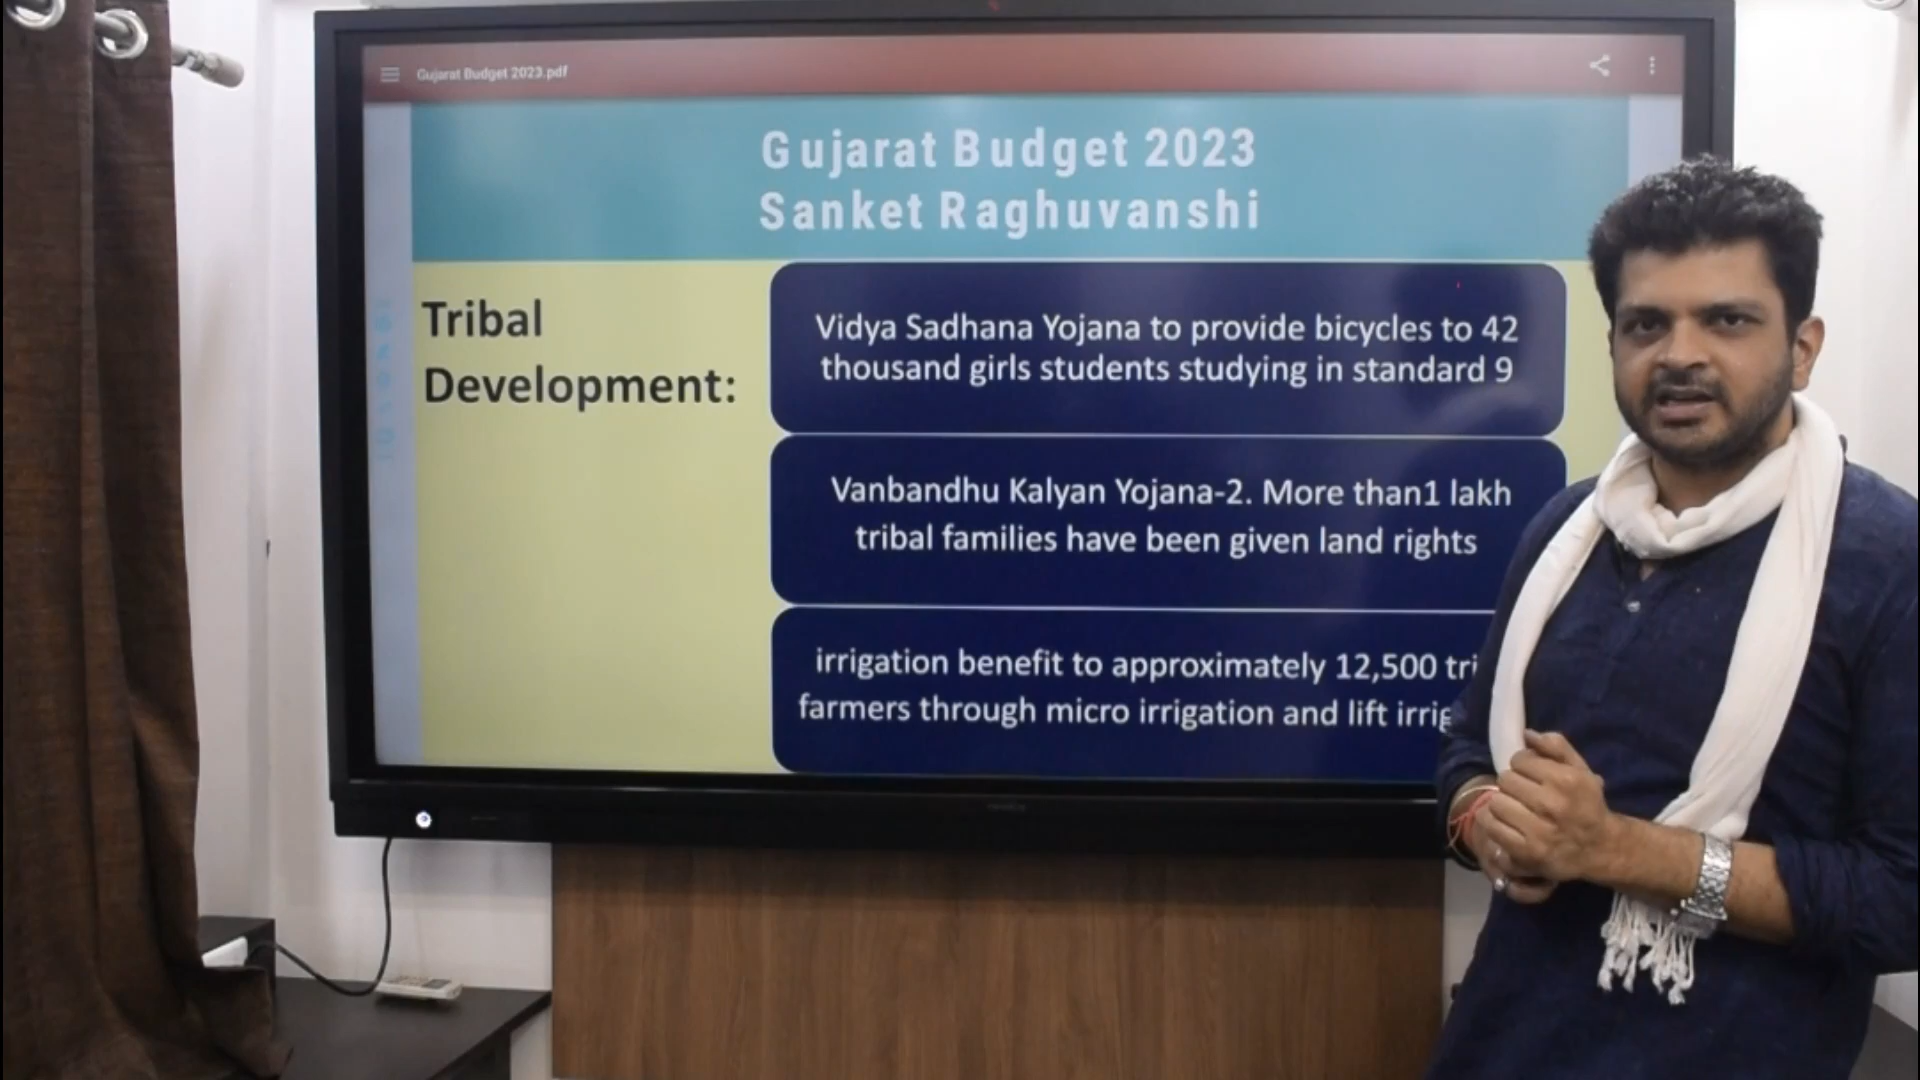 Gujarat Budget 2023.pdf
Gujarat Budget 2023
Sanket Raghuvanshi
Tribal
Development:
Vidya Sadhana Yojana to provide bicycles to 42
thousand girls students studying in standard 9
Vanbandhu Kalyan Yojana-2. More than1 lakh
tribal families have been given land rights
irrigation benefit to approximately 12,500
farmers through micro irrigation and lift